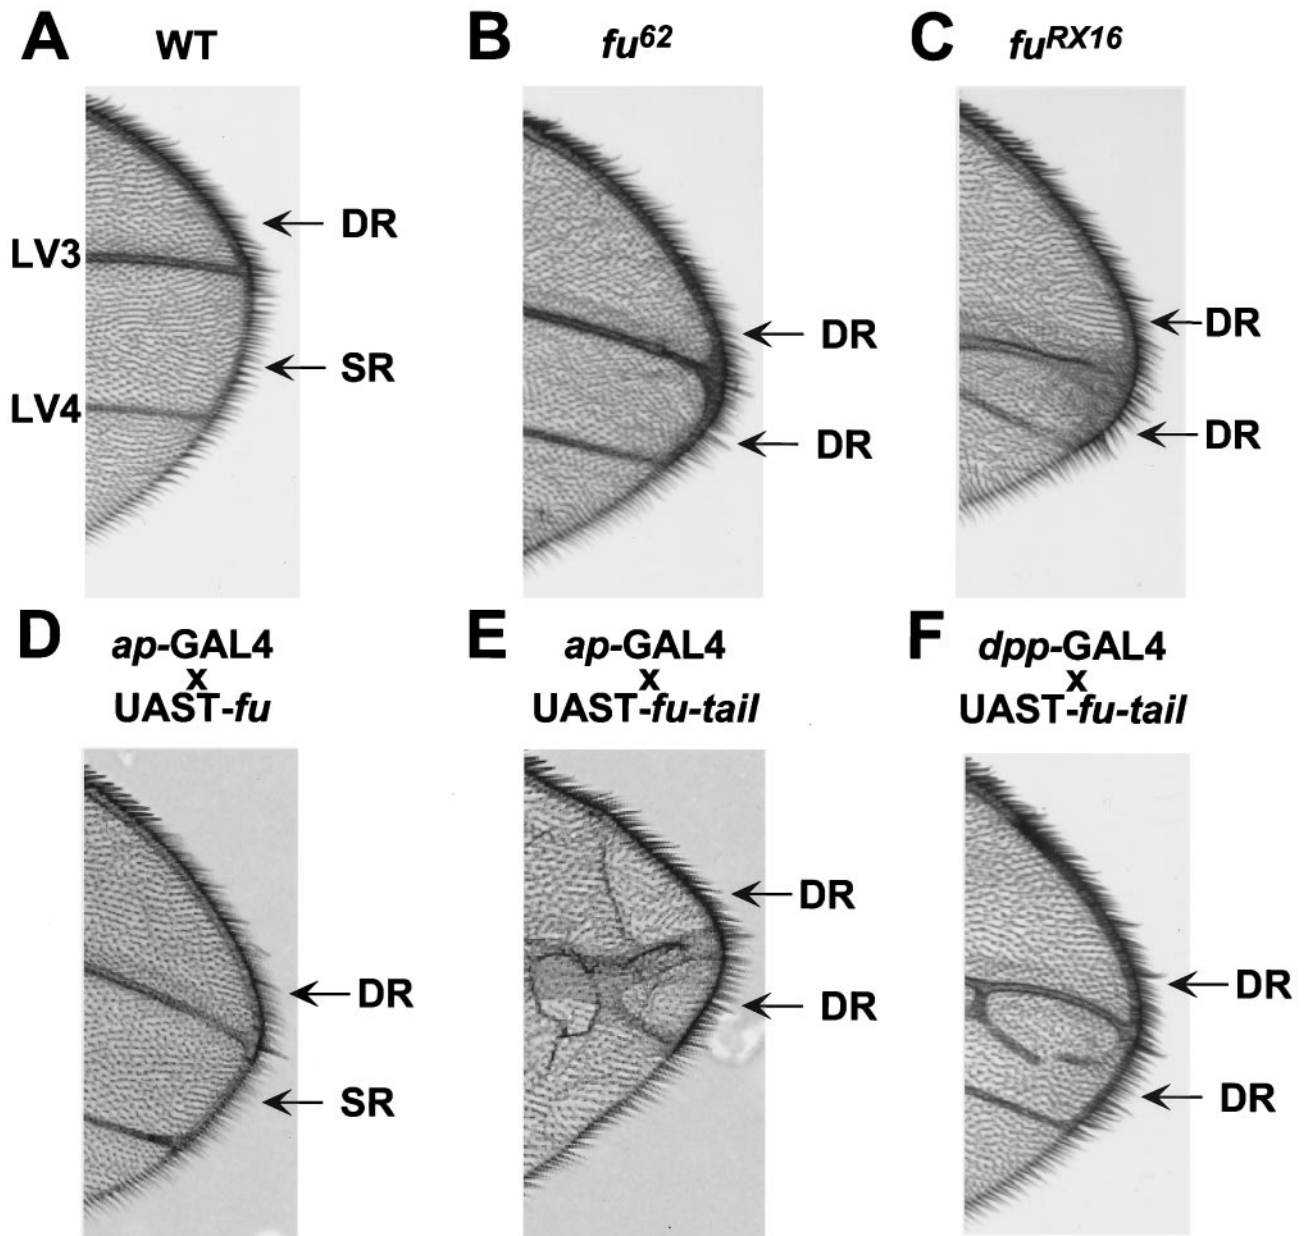 A WT
B fu62
C fuRX16
DR
LV3
SR
LV4
DR
DR
DR
DR
D ap-GAL4
x
UAST-fu
E ap-GAL4
x
UAST-fu-tail
F dpp-GAL4
x
UAST-fu-tail
DR
SR
DR
DR
DR
DR